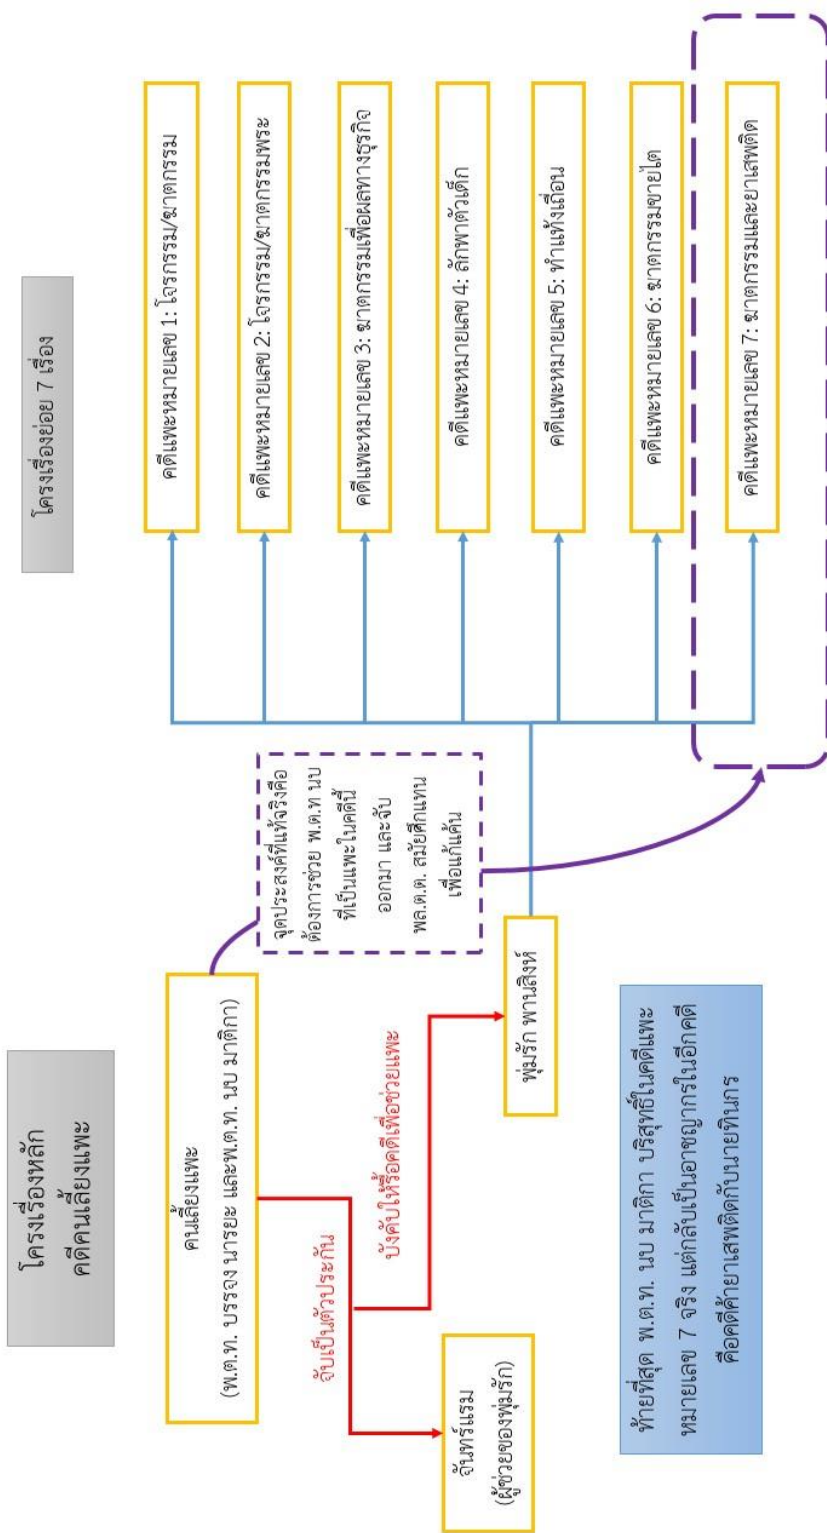 โครงเรื่องหลัก
คดีคนเลี้ยงแพะ
โครงเรื่องย่อย 7 เรื่อง
คนเลี้ยงแพะ
(พ.ต.ท. บรรจง นารยะ และพ.ต.ท. นบ มาติกา)
จับเป็นตัวประกัน
บังคับให้รื้อคดีเพื่อช่วยแพะ
จันทร์แรม
(ผู้ช่วยของพุ่มรัก)
พุ่มรัก พานสิงห์
จุดประสงค์ที่แท้จริงคือ
ต้องการช่วย พ.ต.ท นบ
ที่เป็นแพะในคดีนี้
ออกมา และจับ
พล.ต.ต. สมัยศึกแทน
เพื่อแก้แค้น
คดีแพะหมายเลข 1: โจรกรรม/ฆาตกรรม
คดีแพะหมายเลข 2: โจรกรรม/ฆาตกรรมพระ
คดีแพะหมายเลข 3: ฆาตกรรมเพื่อผลทางธุรกิจ
คดีแพะหมายเลข 4: ลักพาตัวเด็ก
คดีแพะหมายเลข 5: ทำแท้งเถื่อน
คดีแพะหมายเลข 6: ฆาตกรรมขายไต
คดีแพะหมายเลข 7: ฆาตกรรมและยาเสพติด
ท้ายที่สุด พ.ต.ท. นบ มาติกา บริสุทธิ์ในคดีแพะ
หมายเลข 7 จริง แต่กลับเป็นอาชญากรในอีกคดี
คือคดีค้ายาเสพติดกับนายทินกร